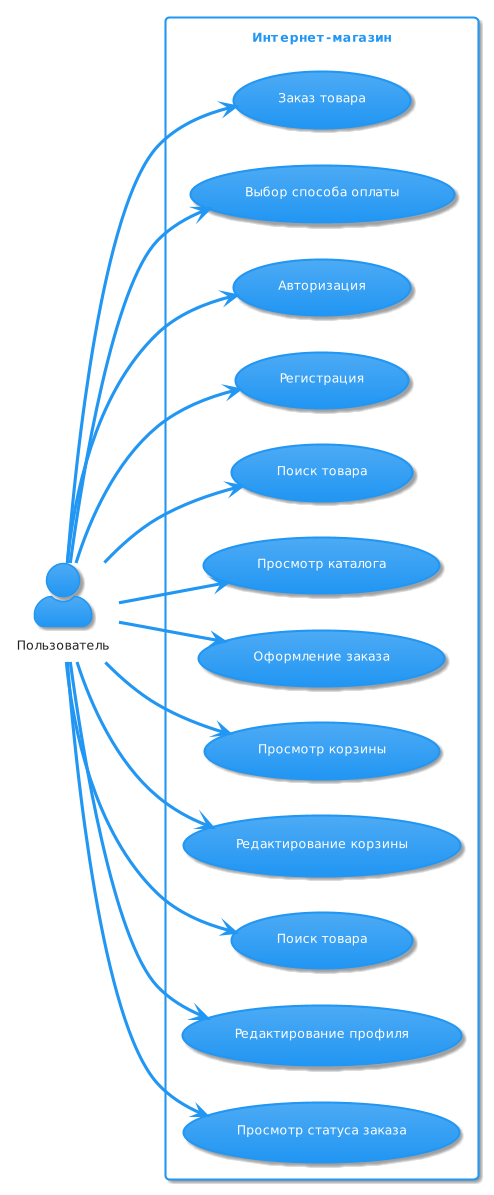 Интернет-магазин
Заказ товара
Выбор способа оплаты
Авторизация
Регистрация
Поиск товара
Просмотр каталога
Пользователь
Оформление заказа
Просмотр корзины
Редактирование корзины
Поиск товара
Редактирование профиля
Просмотр статуса заказа